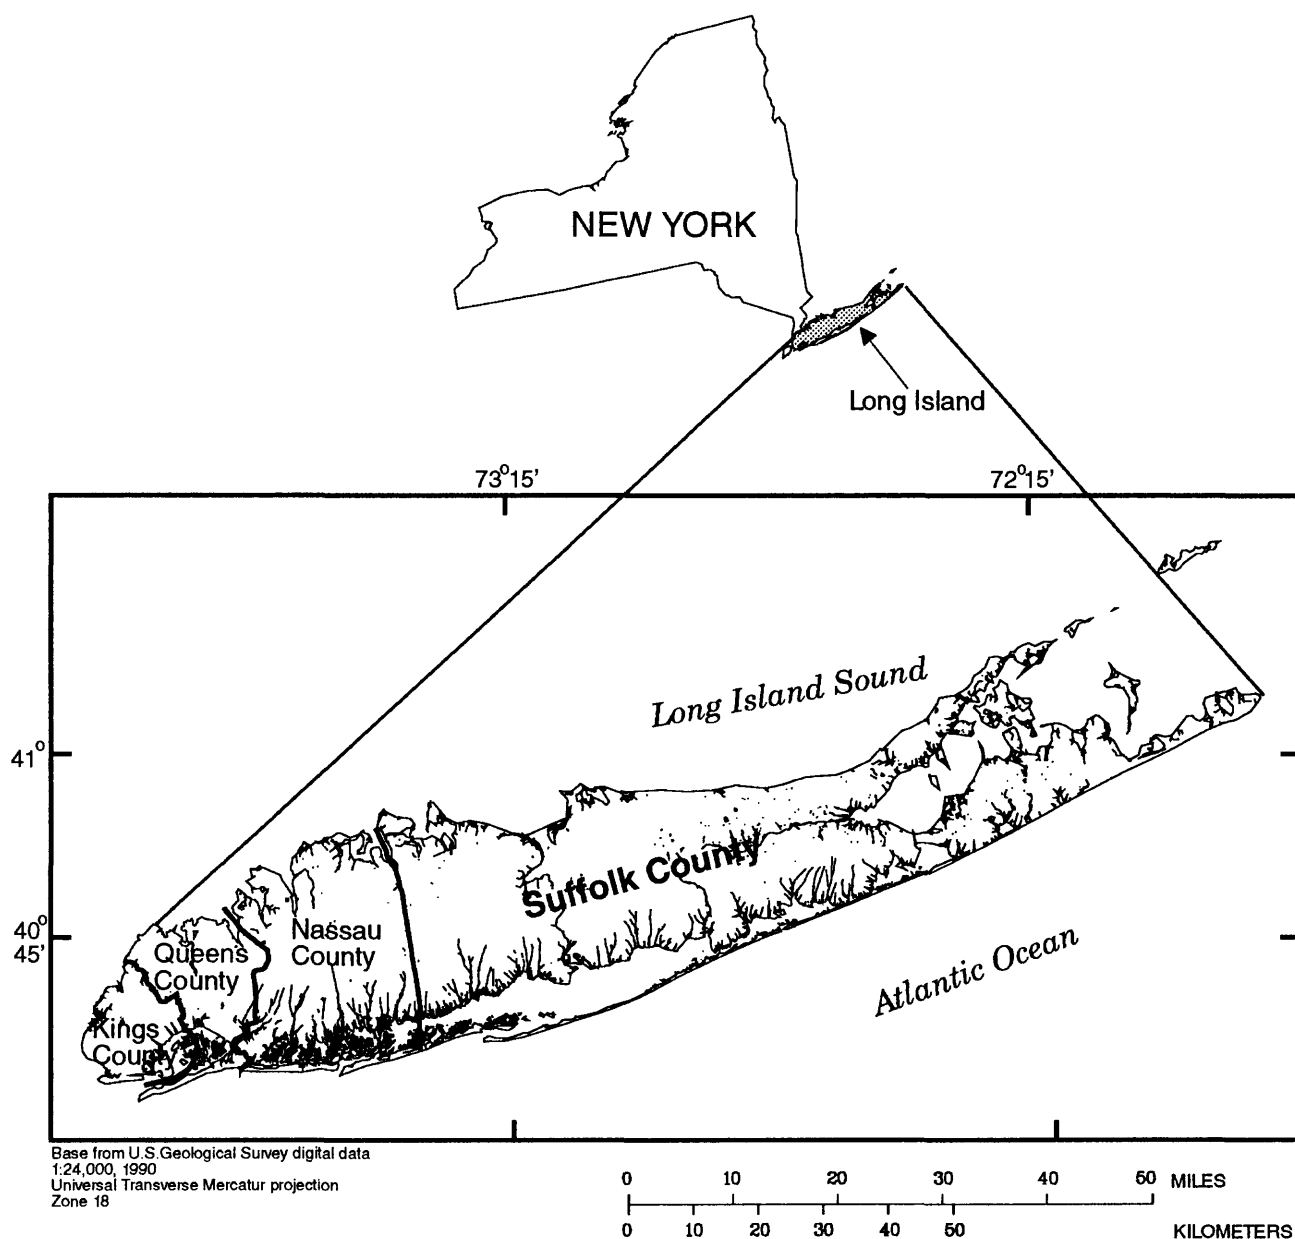 NEW YORK
Long Island
73°15'
72°15'
Long Island Sound
41°
Suffolk County
40°
45'
Nassau
County
Queens
County
Atlantic Ocean
Kings
County
Base from U.S.Geological Survey digital data
1:24,000, 1990
Universal Transverse Mercatur projection
Zone 18
0 10 20 30 40 50 MILES
0 10 20 30 40 50 KILOMETERS